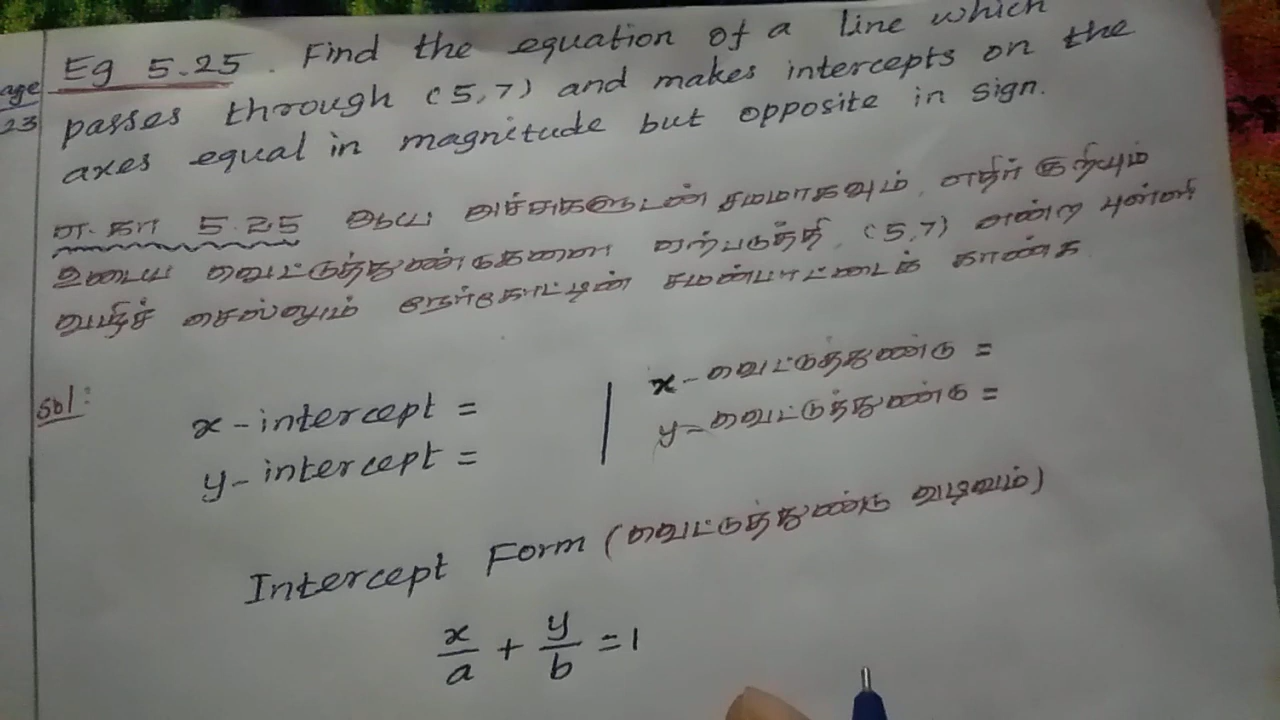 Eg 5.25. Find the equation of a line which
age 23
passes through (5,7) and makes intercepts on the
axes equal in magnitude but opposite in sign.
எ.கா 5.25 ஆய அச்சுகளுடன் சமமாகவும், எதிர் குறியும்
உடைய வெட்டுத்துண்டுகளை ஏற்படுத்தி, (5,7) என்ற புள்ளி
வழிச் செல்லும் நேர்கோட்டின் சமன்பாட்டைக் காண்க.
Sol:
x-intercept = | x-வெட்டுத்துண்டு =
y-intercept = | y-வெட்டுத்துண்டு =
Intercept Form (வெட்டுத்துண்டு வடிவம்)
x/a + y/b = 1